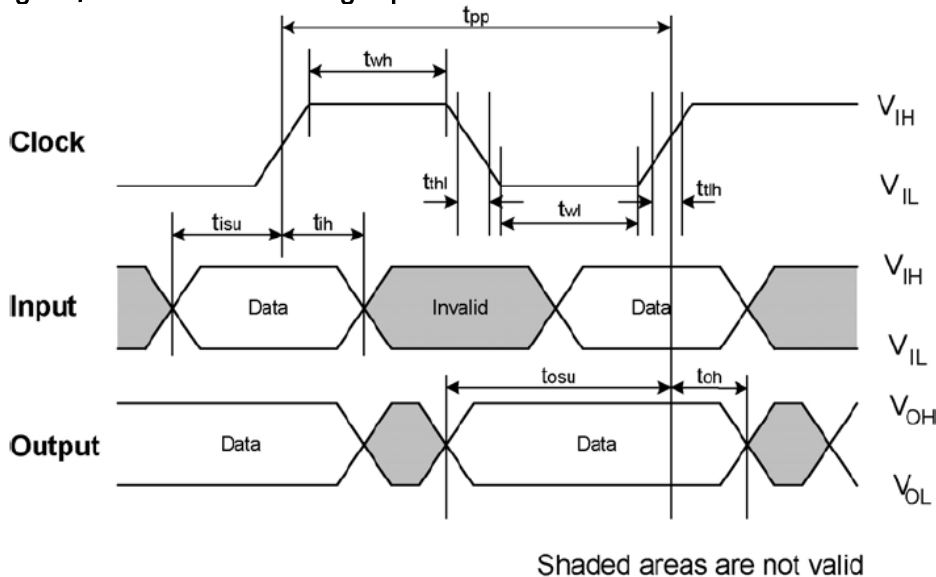 tpp
twh
Clock
VIH
tthl
ttlh
VIL
twl
tisu
tih
VIH
Input
Data
Invalid
Data
VIL
tosu
toh
VOH
Output
Data
Data
VOL
Shaded areas are not valid